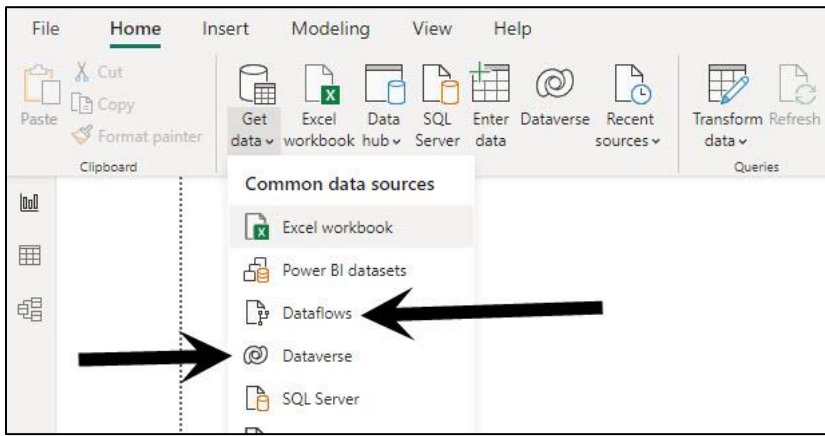 File Home Insert Modeling View Help
Cut
Copy
Format painter
Paste
Clipboard
Get data
Excel workbook
Data hub
SQL Server
Enter data
Dataverse
Recent sources
Transform data
Refresh
Queries
Common data sources
Excel workbook
Power BI datasets
Dataflows
Dataverse
SQL Server